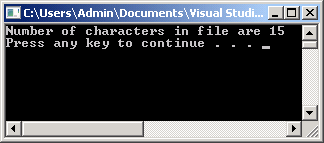 C:\Users\Admin\Documents\Visual Studi...
Number of characters in file are 15
Press any key to continue . . .